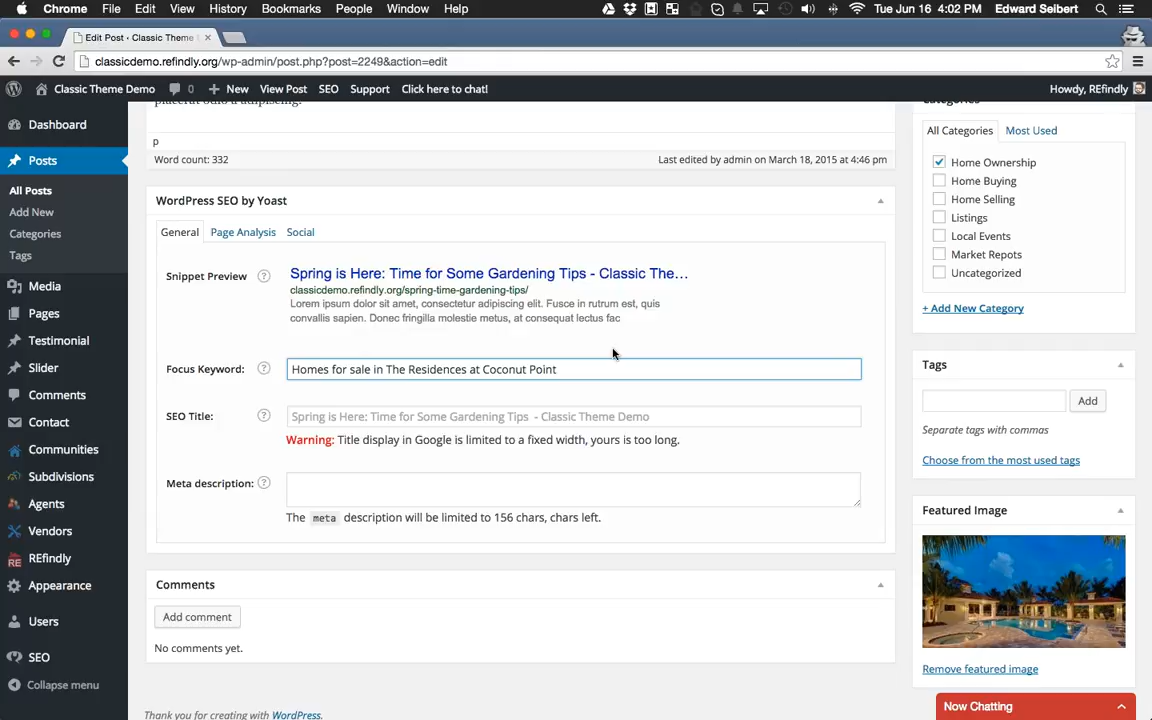 Chrome File Edit View History Bookmarks People Window Help Tue Jun 16 4:02 PM Edward Seibert
Edit Post ‹ Classic Theme
classicdemo.refindly.org/wp-admin/post.php?post=2249&action=edit
Classic Theme Demo 0 + New View Post SEO Support Click here to chat! Howdy, REfindly
Dashboard
Posts
All Posts
Add New
Categories
Tags
Media
Pages
Testimonial
Slider
Comments
Contact
Communities
Subdivisions
Agents
Vendors
RE REfindly
Appearance
Users
SEO
Collapse menu
placerat odio a adipiscing.
p
Word count: 332 Last edited by admin on March 18, 2015 at 4:46 pm
WordPress SEO by Yoast
General Page Analysis Social
Snippet Preview ? Spring is Here: Time for Some Gardening Tips - Classic The...
classicdemo.refindly.org/spring-time-gardening-tips/
Lorem ipsum dolor sit amet, consectetur adipiscing elit. Fusce in rutrum est, quis
convallis sapien. Donec fringilla molestie metus, at consequat lectus fac
Focus Keyword: ? Homes for sale in The Residences at Coconut Point
SEO Title: ? Spring is Here: Time for Some Gardening Tips - Classic Theme Demo
Warning: Title display in Google is limited to a fixed width, yours is too long.
Meta description: ?
The meta description will be limited to 156 chars, chars left.
Comments
Add comment
No comments yet.
Thank you for creating with WordPress.
Categories
All Categories Most Used
Home Ownership
Home Buying
Home Selling
Listings
Local Events
Market Repots
Uncategorized
+ Add New Category
Tags
Add
Separate tags with commas
Choose from the most used tags
Featured Image
Remove featured image
Now Chatting